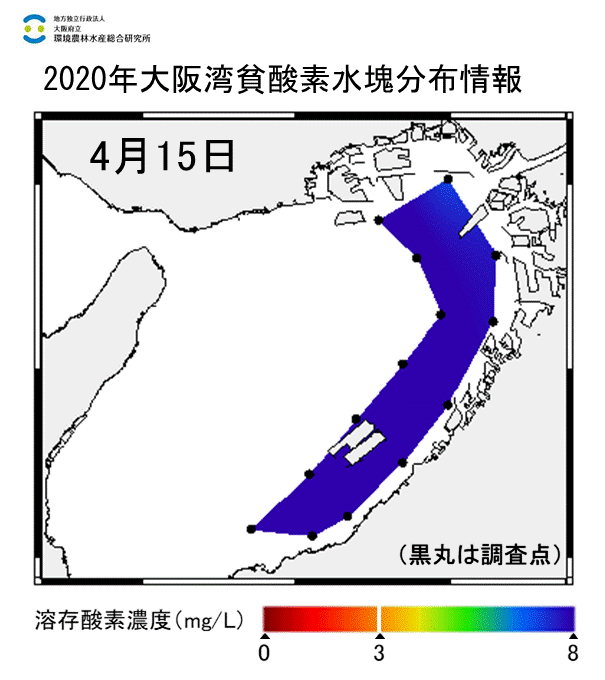 地方独立行政法人
大阪府立
環境農林水産総合研究所
2020年大阪湾貧酸素水塊分布情報
4月15日
(黒丸は調査点)
溶存酸素濃度(mg/L)
0 3 8